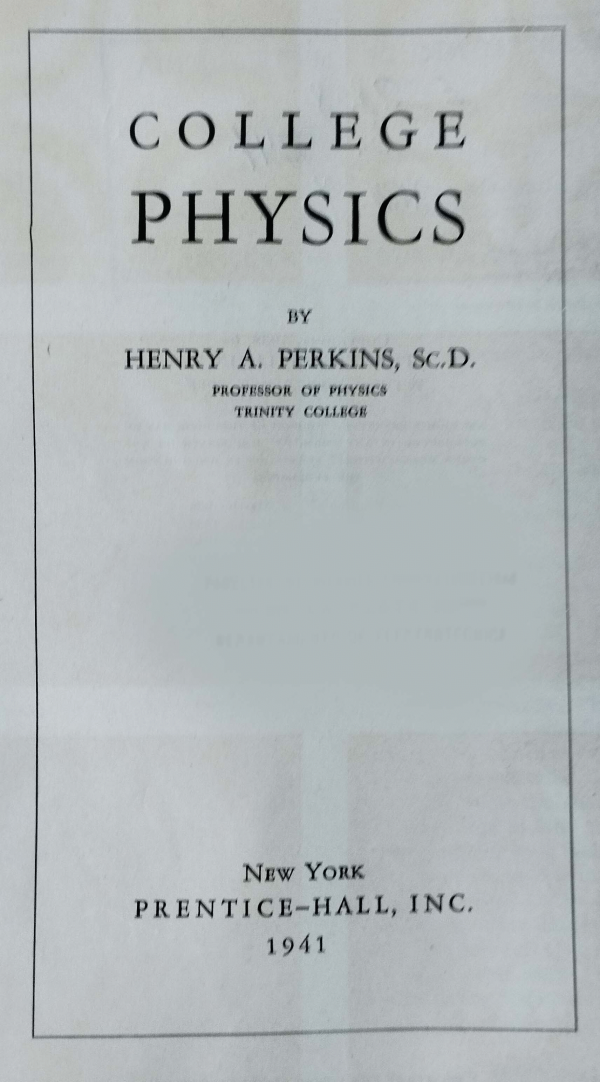 COLLEGE
PHYSICS
BY
HENRY A. PERKINS, Sc.D.
PROFESSOR OF PHYSICS
TRINITY COLLEGE
NEW YORK
PRENTICE-HALL, INC.
1941